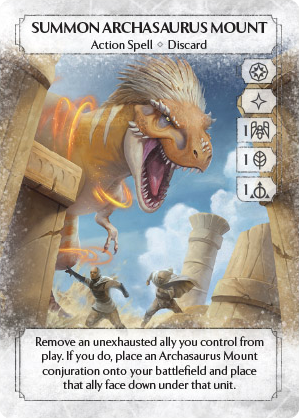 SUMMON ARCHASAURUS MOUNT
Action Spell ⟡ Discard
1
1
1
Remove an unexhausted ally you control from
play. If you do, place an Archasaurus Mount
conjuration onto your battlefield and place
that ally face down under that unit.